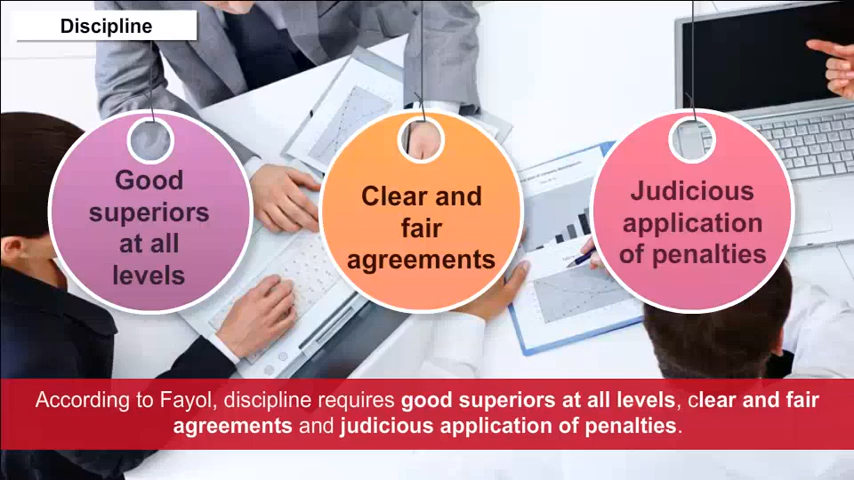 Discipline
Good
superiors
at all
levels
Clear and
fair
agreements
Judicious
application
of penalties
According to Fayol, discipline requires good superiors at all levels, clear and fair
agreements and judicious application of penalties.